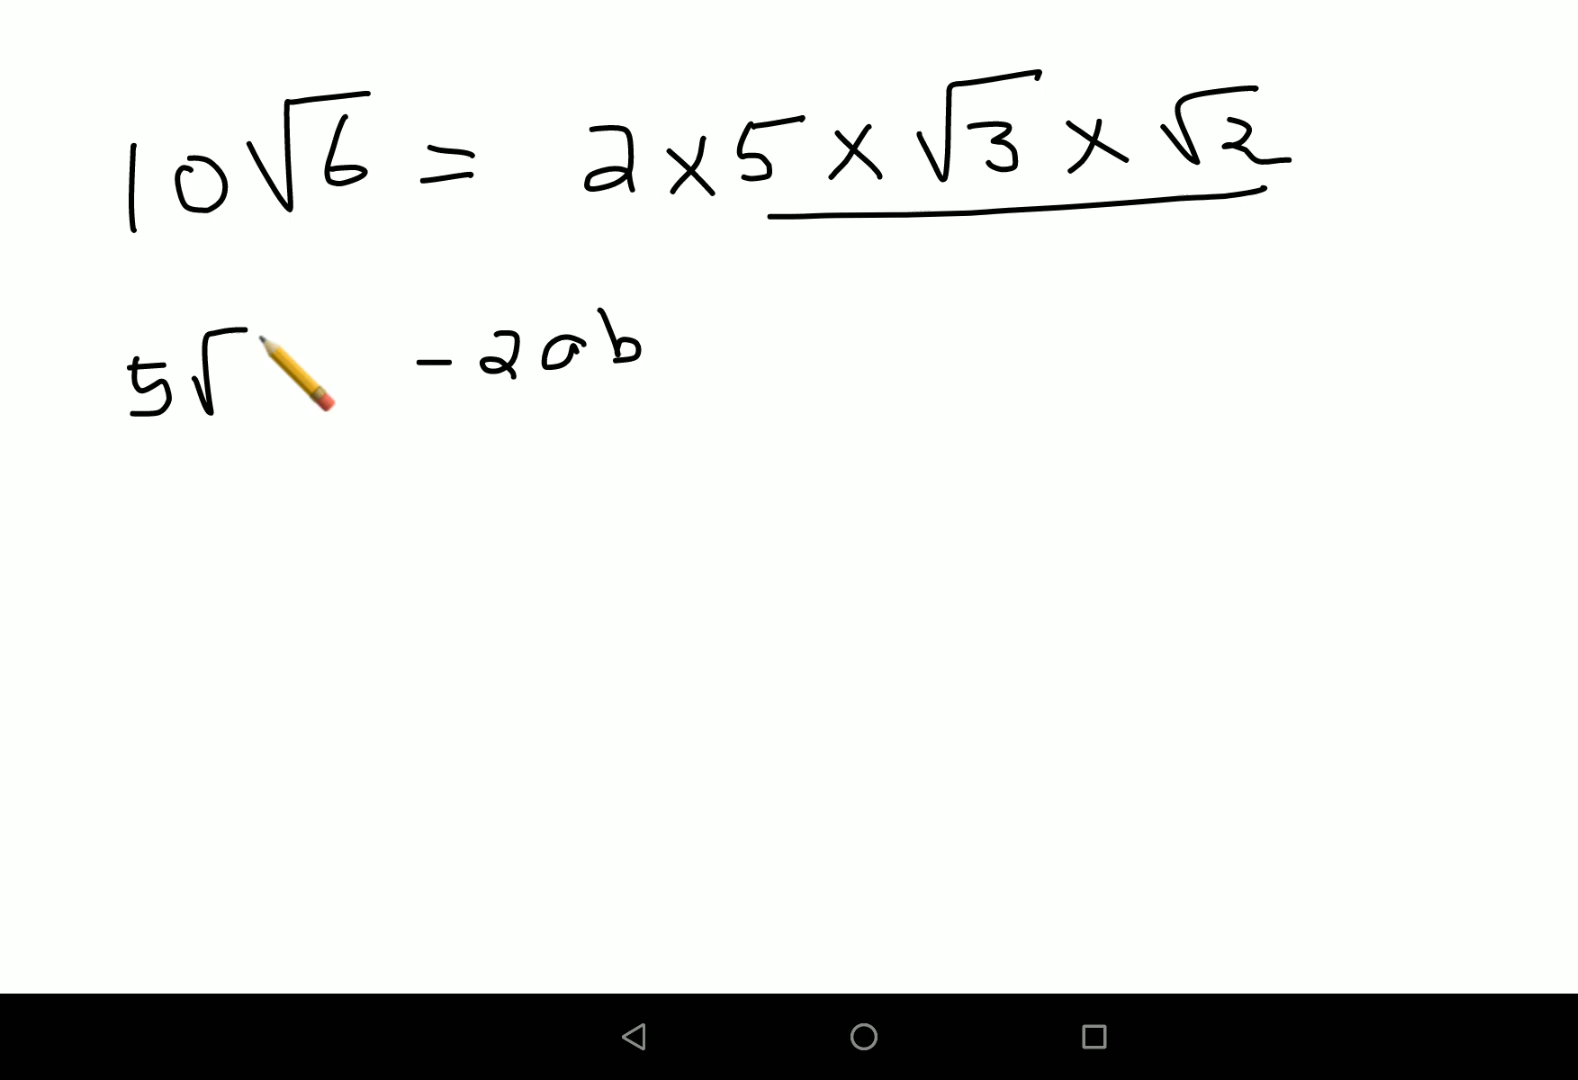 10√6 = 2 × 5 × √3 × √2
5√ - 2ab